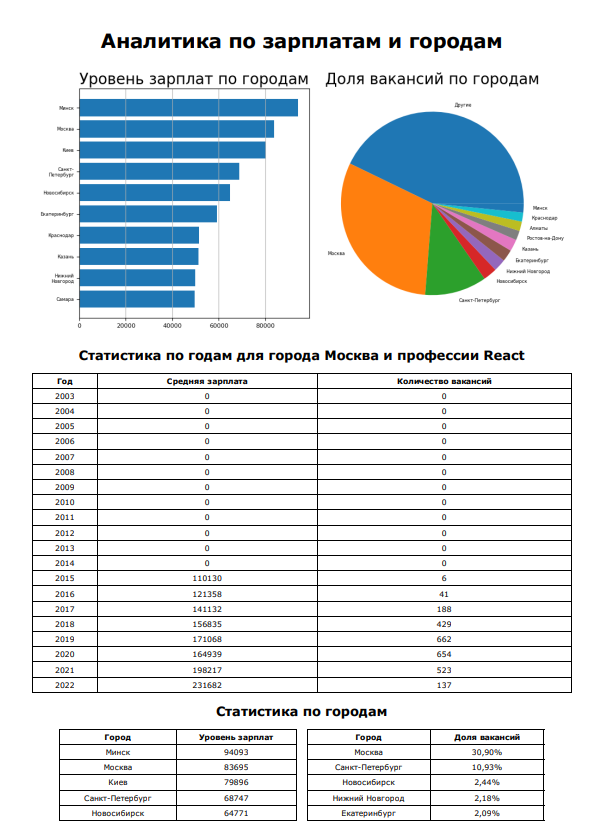 Аналитика по зарплатам и городам
Уровень зарплат по городам
Минск
Москва
Киев
Санкт-
Петербург
Новосибирск
Екатеринбург
Краснодар
Казань
Нижний
Новгород
Самара
0 20000 40000 60000 80000
Доля вакансий по городам
Другие
Минск
Краснодар
Алматы
Ростов-на-Дону
Казань
Екатеринбург
Нижний Новгород
Новосибирск
Санкт-Петербург
Москва
Статистика по годам для города Москва и профессии React
Год Средняя зарплата Количество вакансий
2003 0 0
2004 0 0
2005 0 0
2006 0 0
2007 0 0
2008 0 0
2009 0 0
2010 0 0
2011 0 0
2012 0 0
2013 0 0
2014 0 0
2015 110130 6
2016 121358 41
2017 141132 188
2018 156835 429
2019 171068 662
2020 164939 654
2021 198217 523
2022 231682 137
Статистика по городам
Город Уровень зарплат
Минск 94093
Москва 83695
Киев 79896
Санкт-Петербург 68747
Новосибирск 64771
Город Доля вакансий
Москва 30,90%
Санкт-Петербург 10,93%
Новосибирск 2,44%
Нижний Новгород 2,18%
Екатеринбург 2,09%